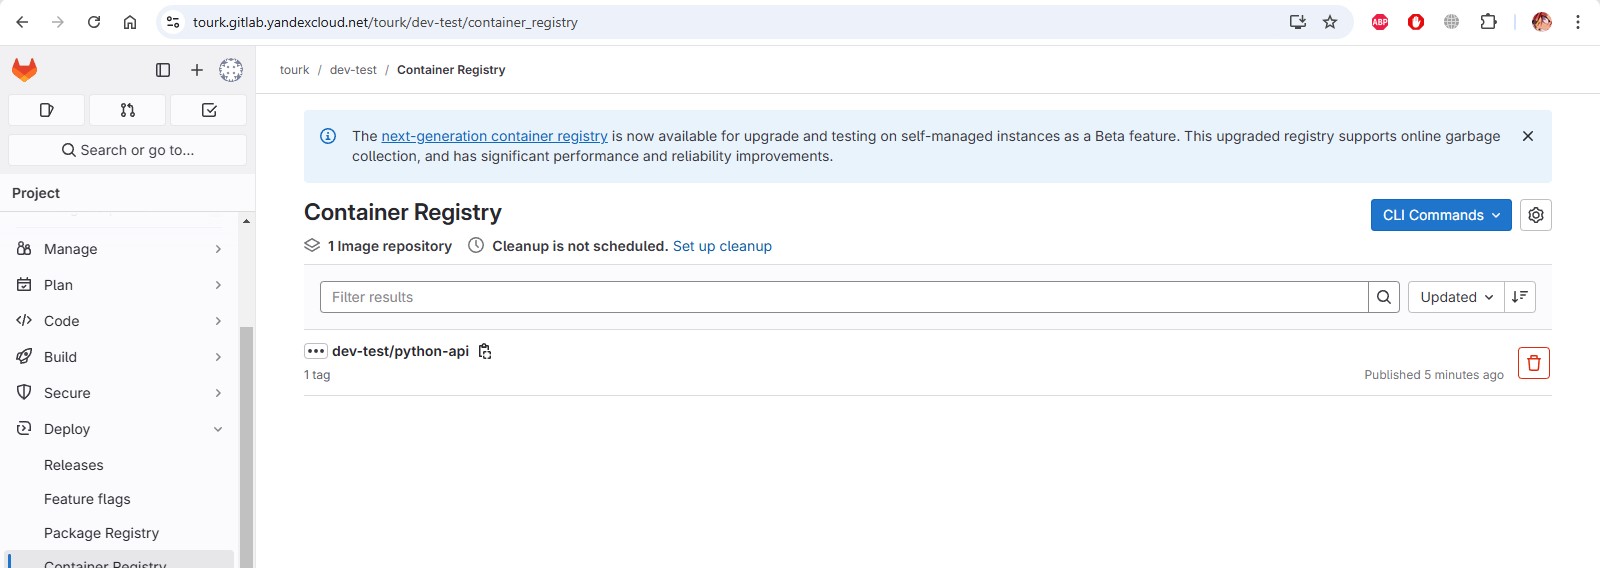 tourk.gitlab.yandexcloud.net/tourk/dev-test/container_registry
ABP
tourk / dev-test / Container Registry
Search or go to...
Project
Manage
Plan
Code
Build
Secure
Deploy
Releases
Feature flags
Package Registry
Container Registry
The next-generation container registry is now available for upgrade and testing on self-managed instances as a Beta feature. This upgraded registry supports online garbage
collection, and has significant performance and reliability improvements.
Container Registry
CLI Commands
1 Image repository Cleanup is not scheduled. Set up cleanup
Filter results
Updated
dev-test/python-api
1 tag
Published 5 minutes ago